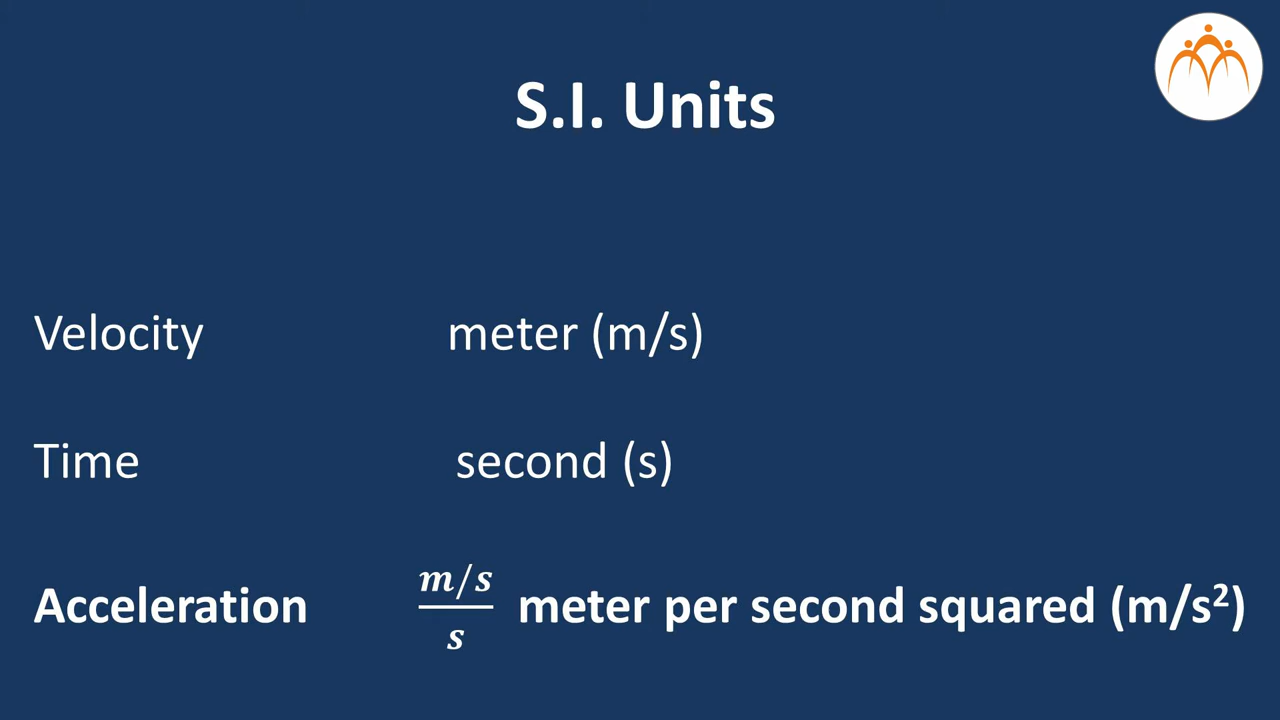 S.I. Units
Velocity meter (m/s)
Time second (s)
Acceleration m/s / s meter per second squared (m/s²)